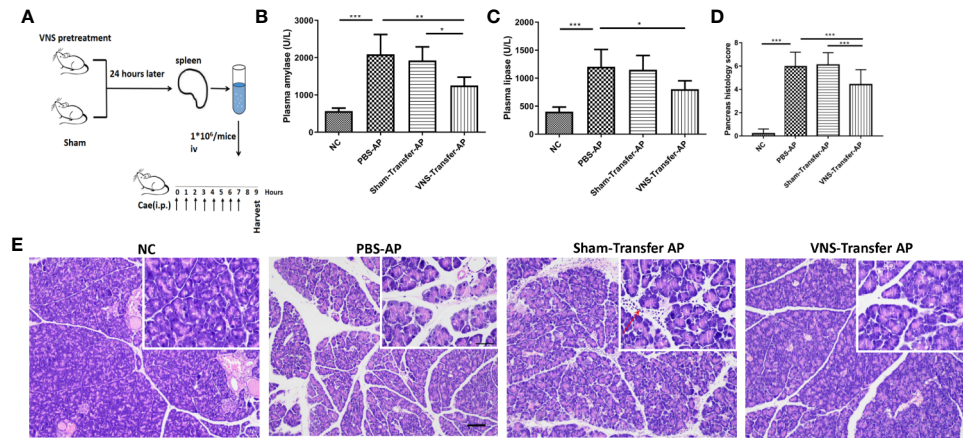 A
VNS pretreatment
24 hours later
spleen
Sham
1*10⁶/mice
iv
0 1 2 3 4 5 6 7 8 9 Hours
Cae(i.p.)
Harvest
B
*** ** *
Plasma amylase (U/L)
3000
2000
1000
0
NC
PBS-AP
Sham-Transfer-AP
VNS-Transfer-AP
C
*** *
Plasma lipase (U/L)
2000
1500
1000
500
0
NC
PBS-AP
Sham-Transfer-AP
VNS-Transfer-AP
D
*** *** ***
Pancreas histology score
8
6
4
2
0
NC
PBS-AP
Sham-Transfer-AP
VNS-Transfer-AP
E
NC
PBS-AP
Sham-Transfer AP
VNS-Transfer AP